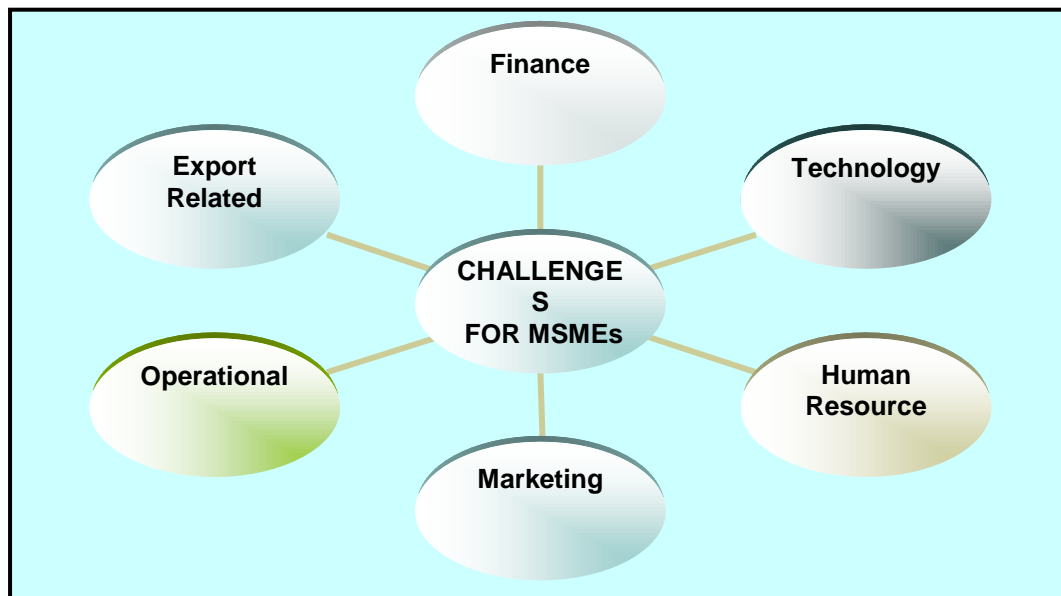 Finance
Export
Related
Technology
CHALLENGE
S
FOR MSMEs
Operational
Human
Resource
Marketing